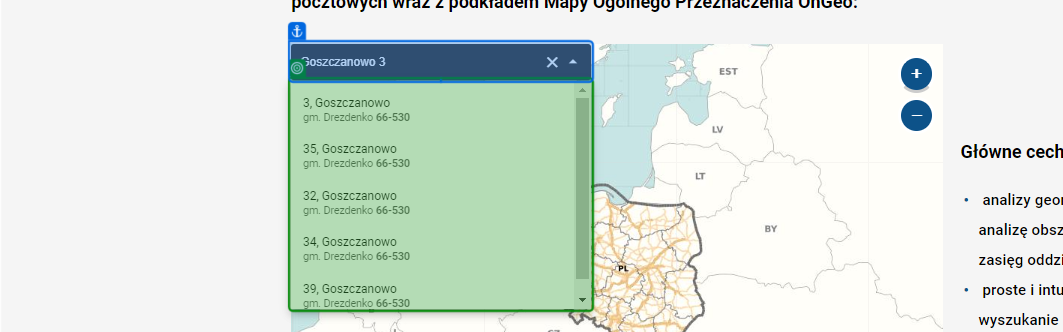 pocztowych wraz z podkładem Mapy Ogólnego Przeznaczenia OnGeo:
Goszczanowo 3
3, Goszczanowo
gm. Drezdenko 66-530
35, Goszczanowo
gm. Drezdenko 66-530
32, Goszczanowo
gm. Drezdenko 66-530
34, Goszczanowo
gm. Drezdenko 66-530
39, Goszczanowo
gm. Drezdenko 66-530
EST
LV
LT
BY
PL
+
−
Główne cech
• analizy geo
analizę obsz
zasięg oddzi
• proste i intu
wyszukanie